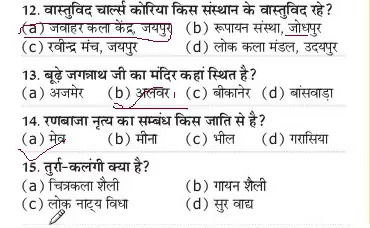 12. वास्तुविद चार्ल्स कोरिया किस संस्थान के वास्तुविद रहे?
(a) जवाहर कला केंद्र, जयपुर (b) रूपायन संस्था, जोधपुर
(c) रवीन्द्र मंच, जयपुर (d) लोक कला मंडल, उदयपुर
13. बूढ़े जगन्नाथ जी का मंदिर कहां स्थित है?
(a) अजमेर (b) अलवर (c) बीकानेर (d) बांसवाड़ा
14. रणबाजा नृत्य का सम्बंध किस जाति से है?
(a) मेव (b) मीना (c) भील (d) गरासिया
15. तुर्रा-कलंगी क्या है?
(a) चित्रकला शैली (b) गायन शैली
(c) लोक नाट्य विधा (d) सुर वाद्य